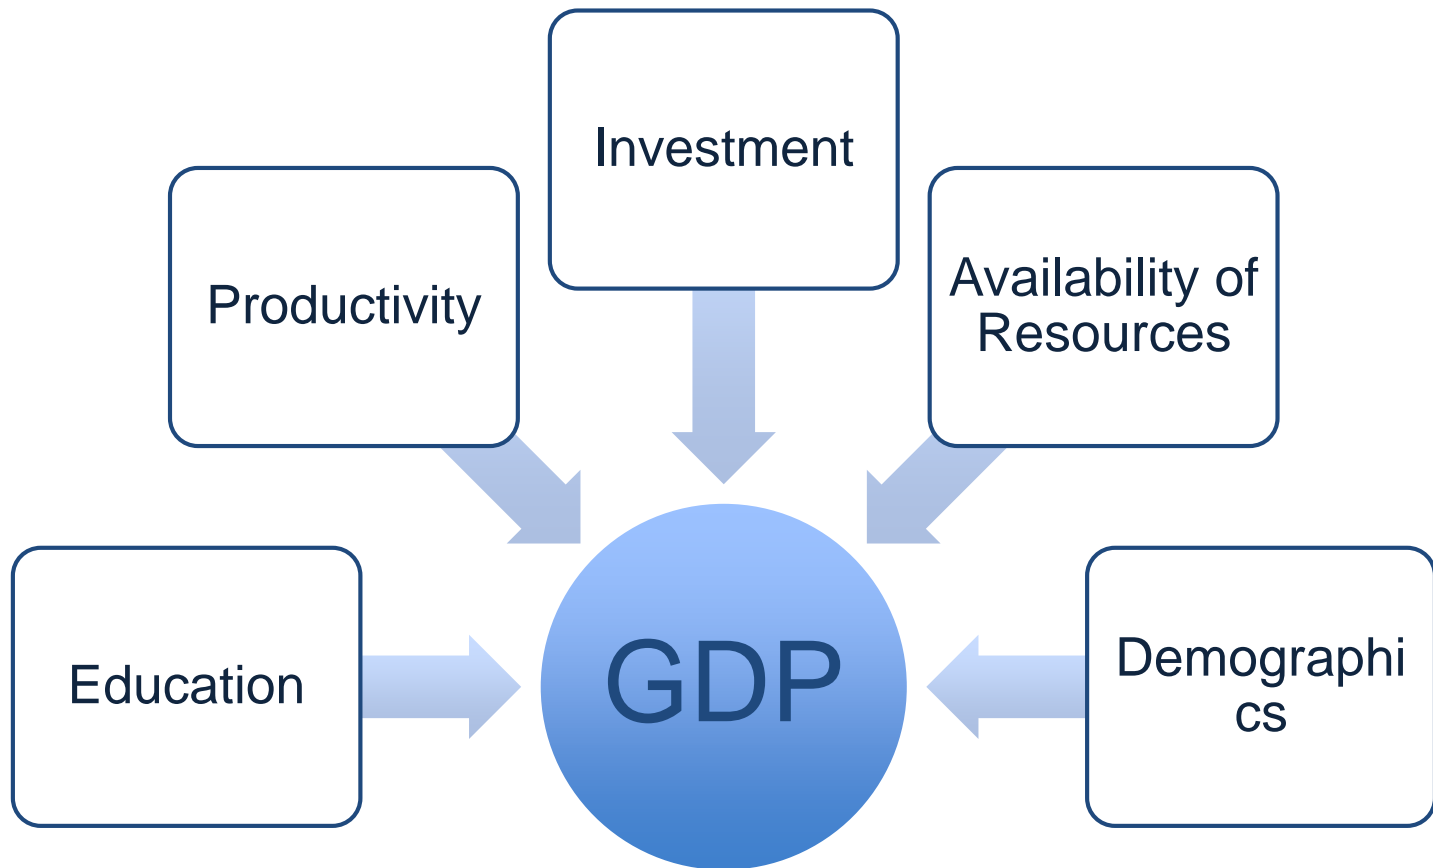 Investment
Productivity
Availability of
Resources
Education
GDP
Demographi
cs